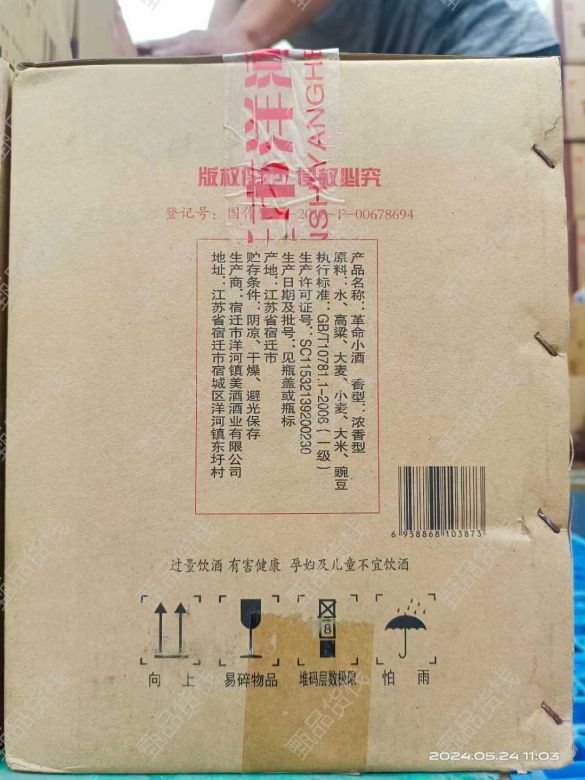 版权 侵权必究
登记号：国作 -F-00678694
NSHUYANGHE
产品名称：革命小酒 香型：浓香型
原料：水、高粱、大麦、小麦、大米、豌豆
执行标准：GB/T10781.1-2006(一级)
生产许可证号：SC11532139200230
生产日期及批号：见瓶盖或瓶标
产地：江苏省宿迁市
贮存条件：阴凉、干燥、避光保存
生产商：宿迁市洋河镇美酒酒业有限公司
地址：江苏省宿迁市宿城区洋河镇东圩村
6 958868 103873
过量饮酒 有害健康 孕妇及儿童不宜饮酒
8
向上 易碎物品 堆码层数极限 怕雨
甄品货栈
2024.05.24 11:03